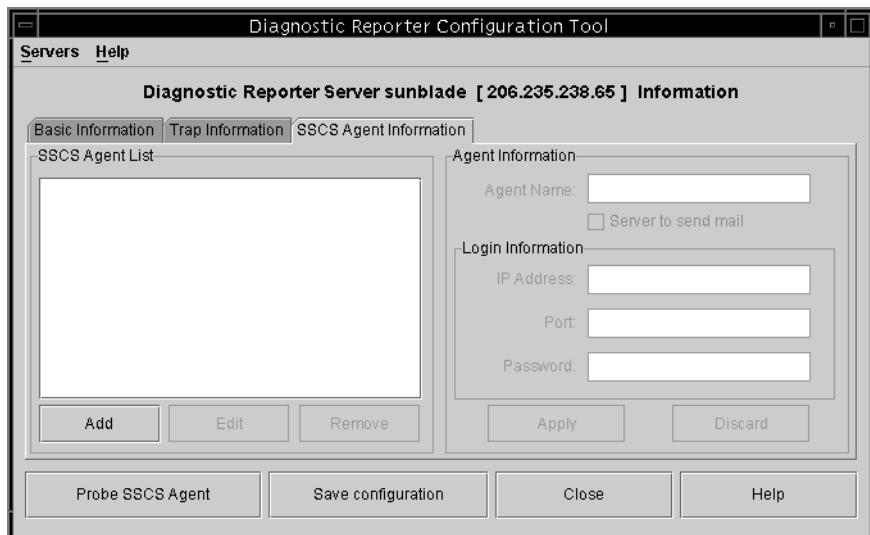 Diagnostic Reporter Configuration Tool
Servers Help
Diagnostic Reporter Server sunblade [ 206.235.238.65 ] Information
Basic Information Trap Information SSCS Agent Information
SSCS Agent List
Agent Information
Agent Name:
Server to send mail
Login Information
IP Address:
Port:
Password:
Add Edit Remove
Apply Discard
Probe SSCS Agent Save configuration Close Help